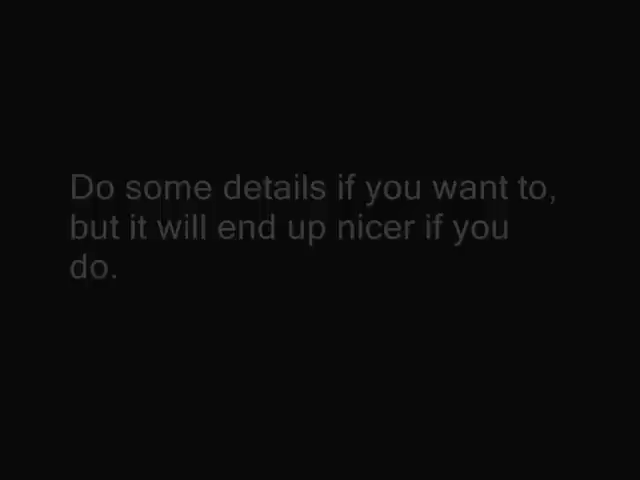 Do some details if you want to,
but it will end up nicer if you
do.